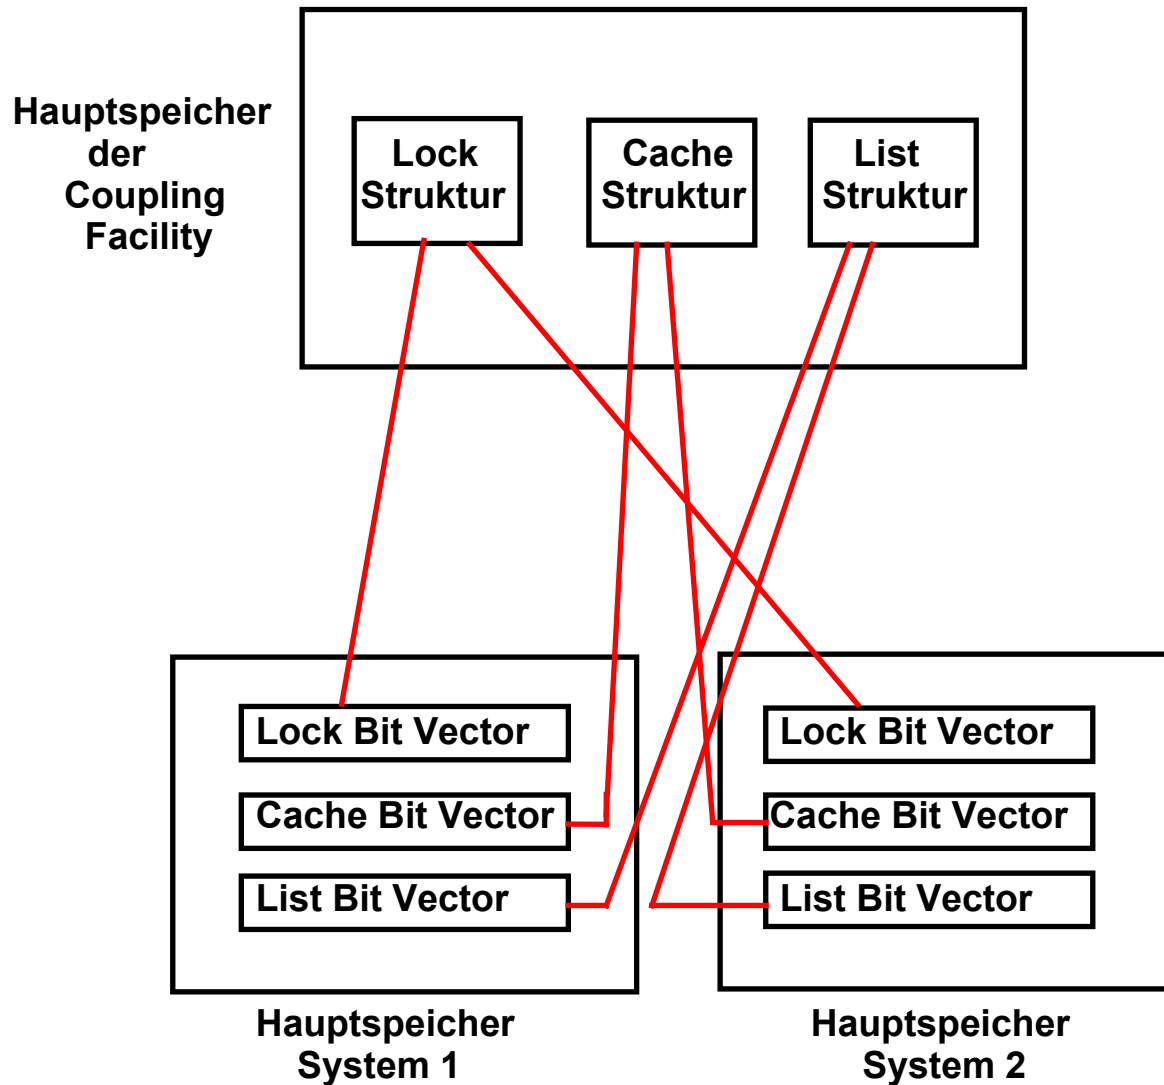 Hauptspeicher
der
Coupling
Facility
Lock
Struktur
Cache
Struktur
List
Struktur
Lock Bit Vector
Cache Bit Vector
List Bit Vector
Lock Bit Vector
Cache Bit Vector
List Bit Vector
Hauptspeicher
System 1
Hauptspeicher
System 2